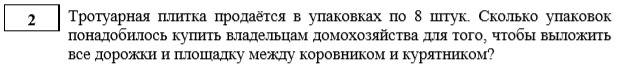 2
Тротуарная плитка продаётся в упаковках по 8 штук. Сколько упаковок
понадобилось купить владельцам домохозяйства для того, чтобы выложить
все дорожки и площадку между коровником и курятником?